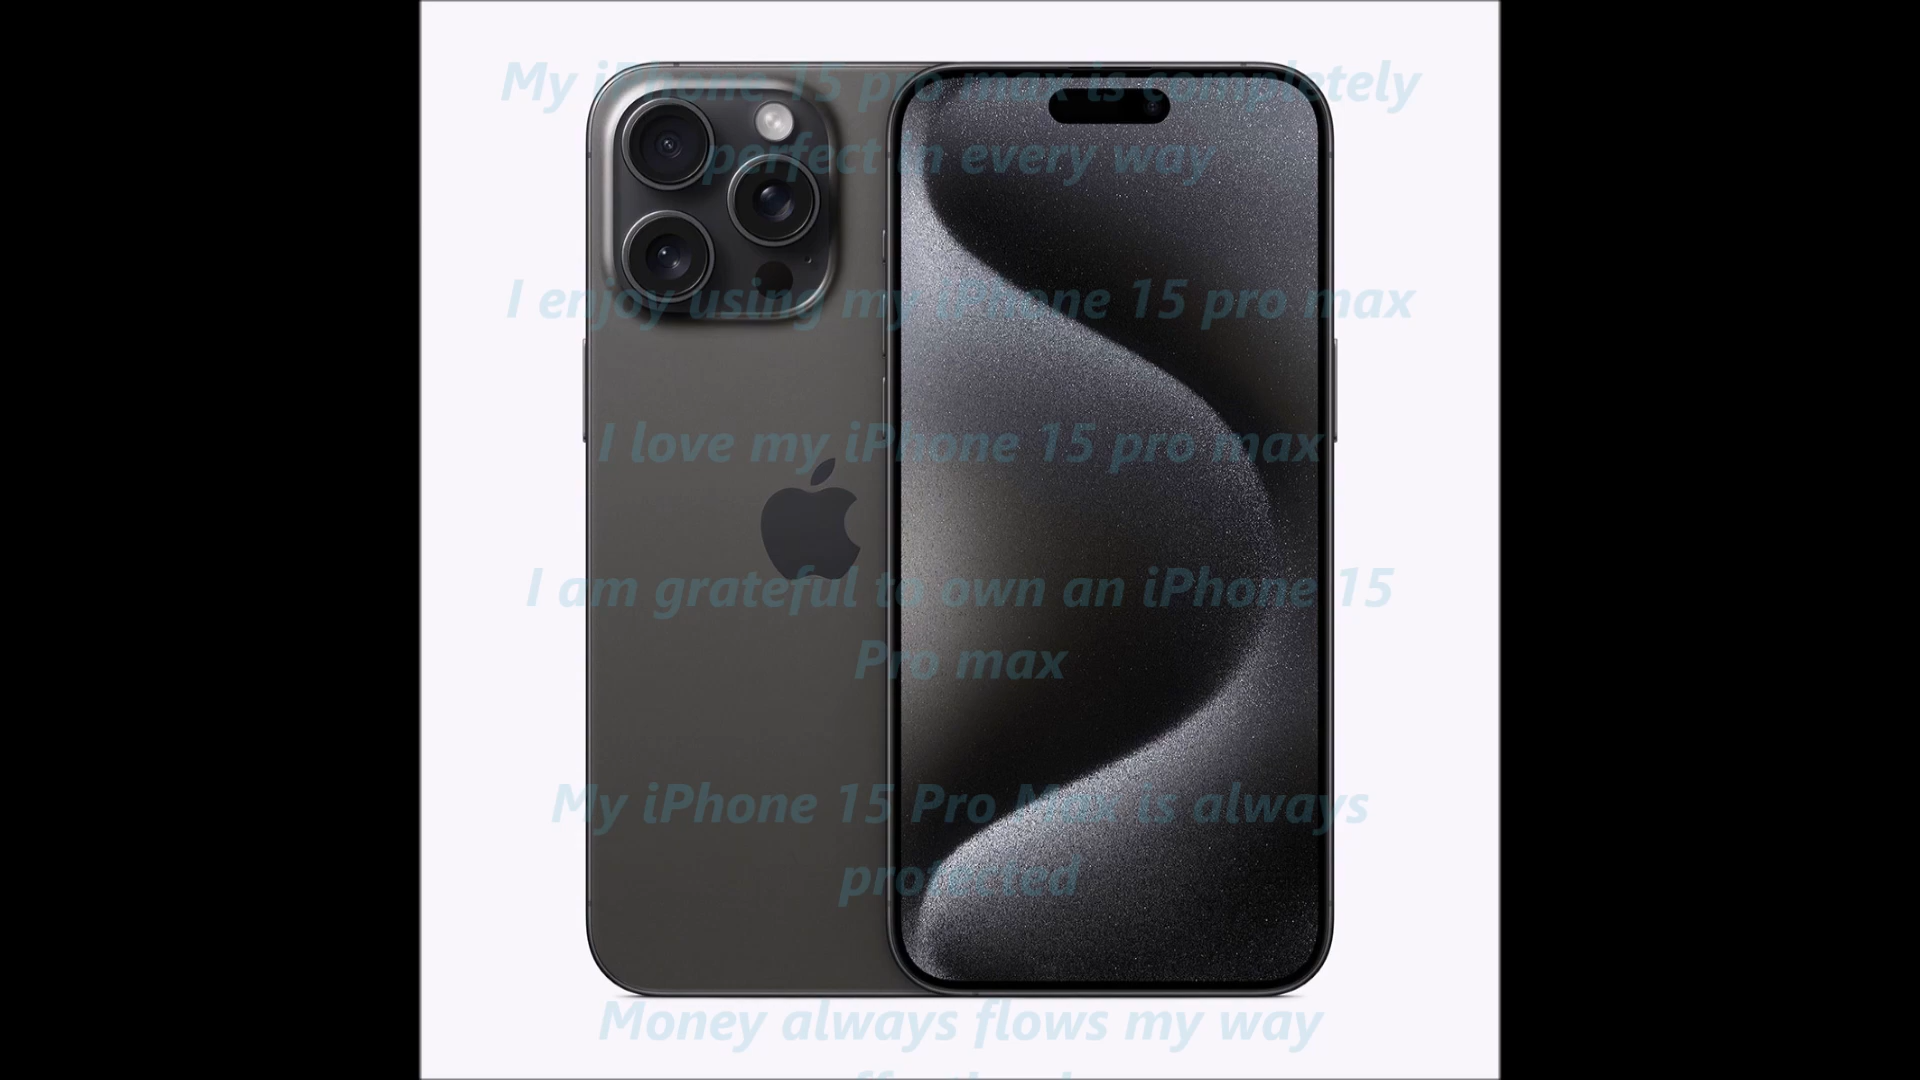 My iPhone 15 pro max is completely
perfect in every way
I enjoy using my iPhone 15 pro max
I love my iPhone 15 pro max
I am grateful to own an iPhone 15
Pro max
My iPhone 15 Pro Max is always
protected
Money always flows my way